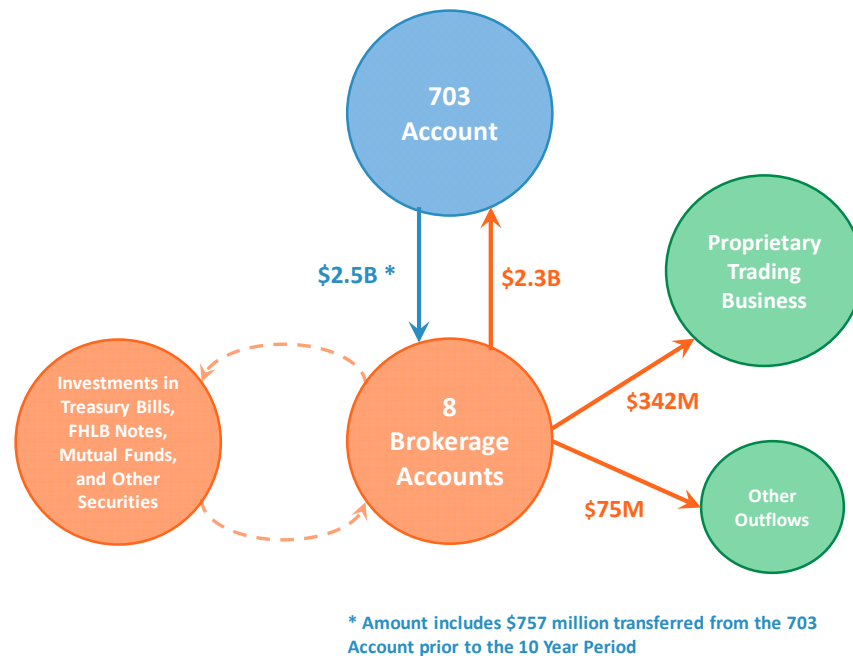 703
Account
$2.5B *
$2.3B
Proprietary
Trading
Business
Investments in
Treasury Bills,
FHLB Notes,
Mutual Funds,
and Other
Securities
8
Brokerage
Accounts
$342M
$75M
Other
Outflows
* Amount includes $757 million transferred from the 703
Account prior to the 10 Year Period